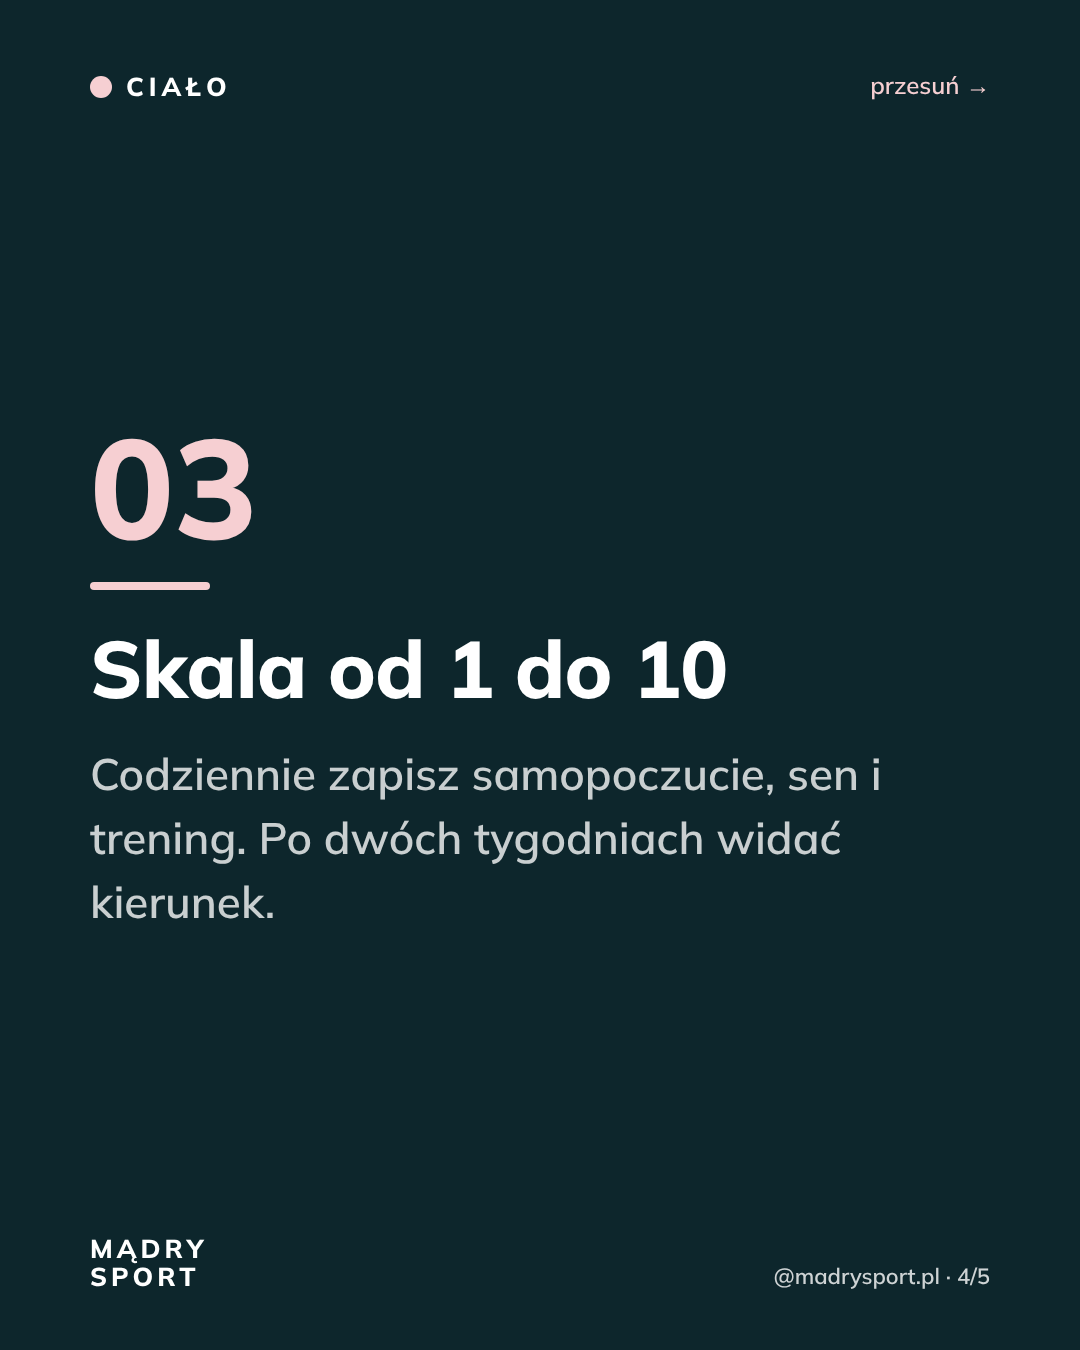 CIAŁO
przesuń →
03
Skala od 1 do 10
Codziennie zapisz samopoczucie, sen i
trening. Po dwóch tygodniach widać
kierunek.
MĄDRY
SPORT
@madrysport.pl · 4/5